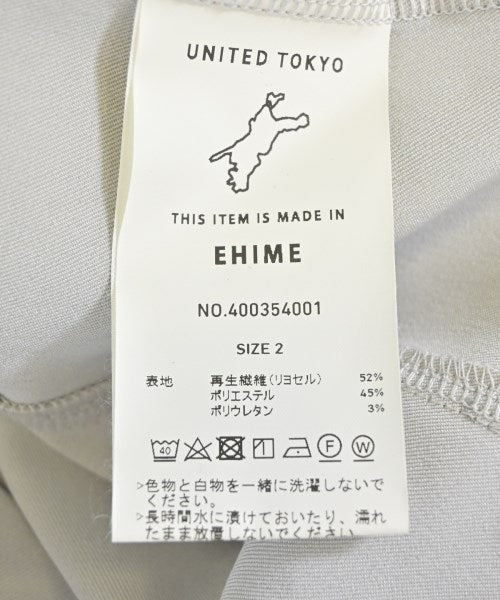 UNITED TOKYO
THIS ITEM IS MADE IN
EHIME
NO.400354001
SIZE 2
表地 再生繊維(リヨセル) 52%
ポリエステル 45%
ポリウレタン 3%
40 F W
>色物と白物を一緒に洗濯しないで
ください。
>長時間水に漬けておいたり、濡れ
たまま放置しないでください。